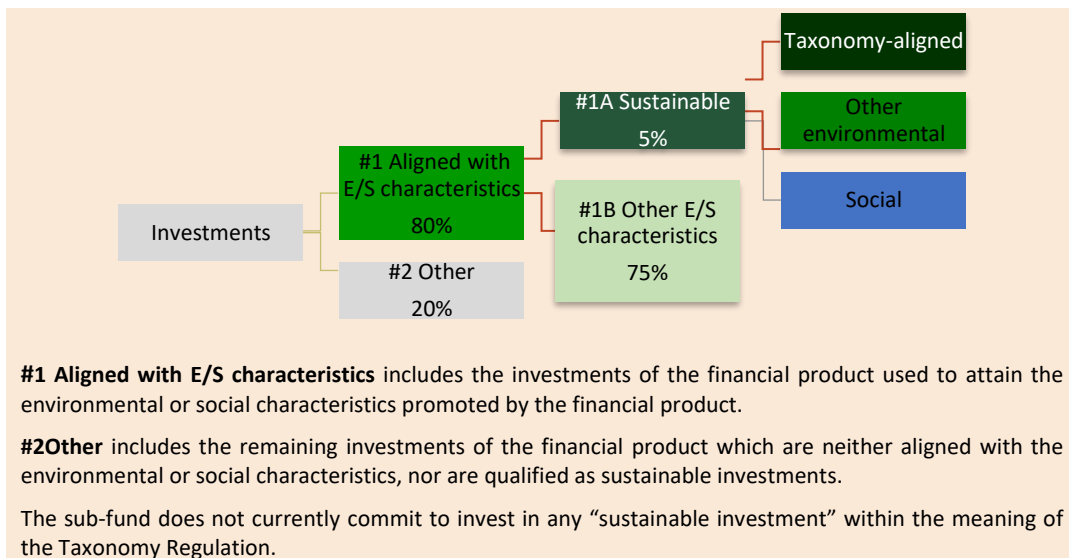 Taxonomy-aligned
#1A Sustainable
5%
Other
environmental
#1 Aligned with
E/S characteristics
80%
#1B Other E/S
characteristics
75%
Social
Investments
#2 Other
20%
#1 Aligned with E/S characteristics includes the investments of the financial product used to attain the
environmental or social characteristics promoted by the financial product.
#2Other includes the remaining investments of the financial product which are neither aligned with the
environmental or social characteristics, nor are qualified as sustainable investments.
The sub-fund does not currently commit to invest in any “sustainable investment” within the meaning of
the Taxonomy Regulation.